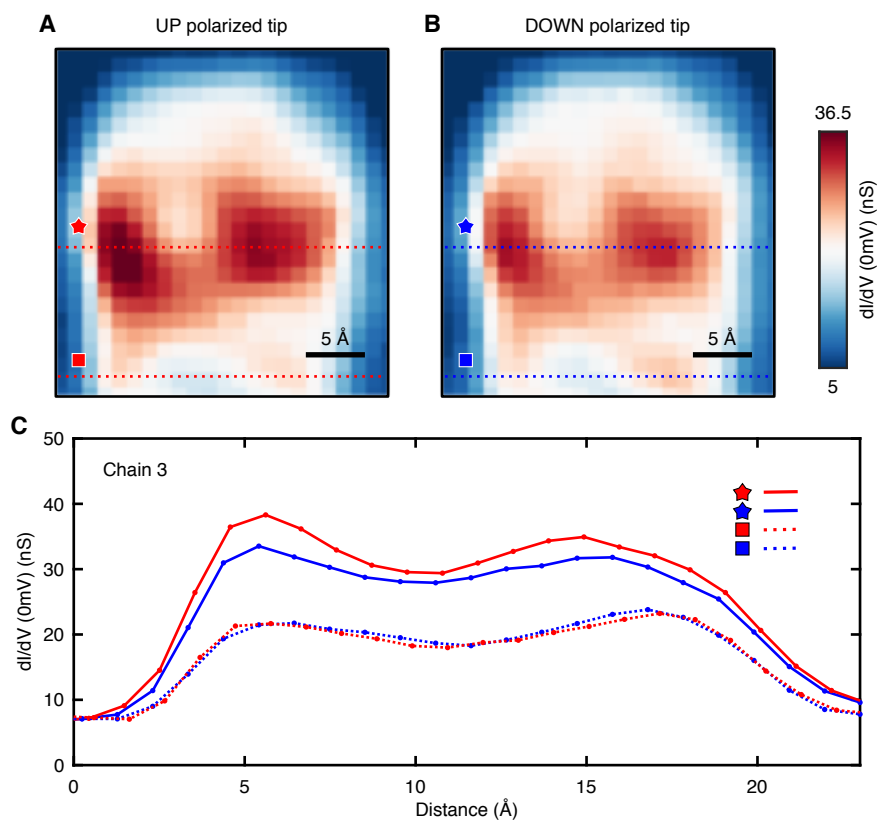 A UP polarized tip
B DOWN polarized tip
5 Å
5 Å
36.5
5
dI/dV (0mV) (nS)
C
Chain 3
50
40
30
20
10
0
dI/dV (0mV) (nS)
0 5 10 15 20
Distance (Å)